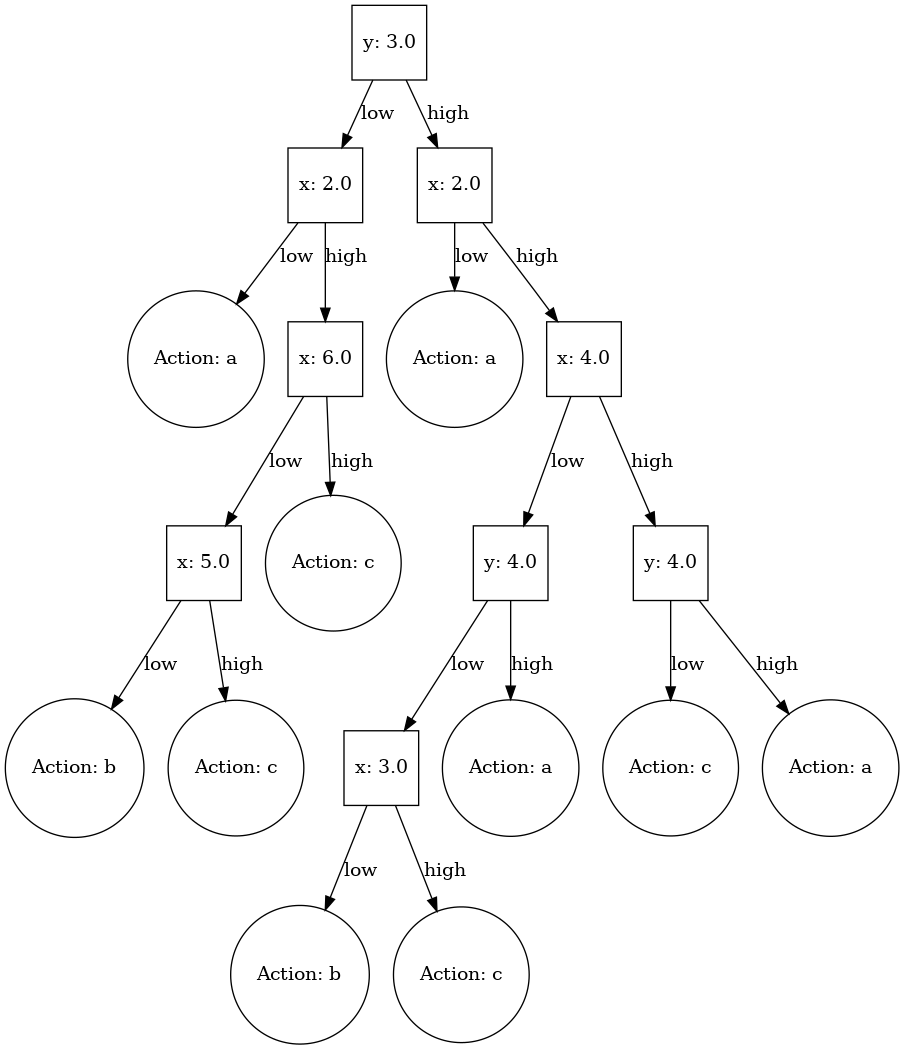 y: 3.0
low
high
x: 2.0
x: 2.0
low
high
low
high
Action: a
x: 6.0
Action: a
x: 4.0
low
high
low
high
x: 5.0
Action: c
y: 4.0
y: 4.0
low
high
low
high
low
high
Action: b
Action: c
x: 3.0
Action: a
Action: c
Action: a
low
high
Action: b
Action: c